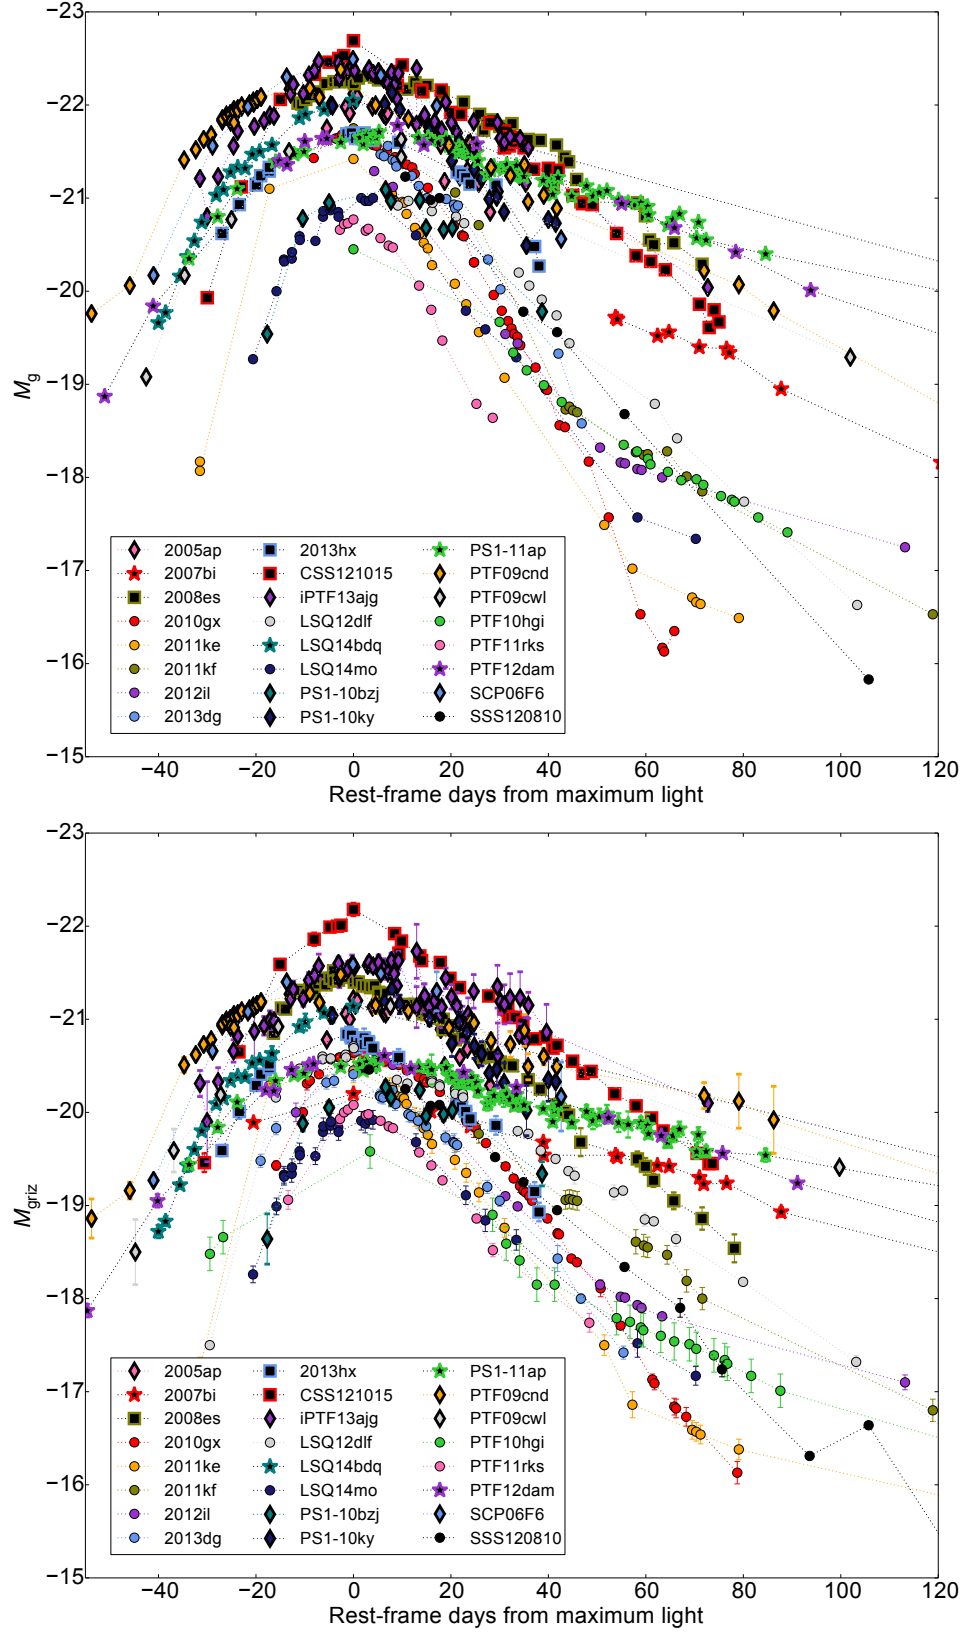 −23
−22
−21
−20
−19
−18
−17
−16
−15
M_g
2005ap
2007bi
2008es
2010gx
2011ke
2011kf
2012il
2013dg
2013hx
CSS121015
iPTF13ajg
LSQ12dlf
LSQ14bdq
LSQ14mo
PS1-10bzj
PS1-10ky
PS1-11ap
PTF09cnd
PTF09cwl
PTF10hgi
PTF11rks
PTF12dam
SCP06F6
SSS120810
−40 −20 0 20 40 60 80 100 120
Rest-frame days from maximum light
−23
−22
−21
−20
−19
−18
−17
−16
−15
M_griz
2005ap
2007bi
2008es
2010gx
2011ke
2011kf
2012il
2013dg
2013hx
CSS121015
iPTF13ajg
LSQ12dlf
LSQ14bdq
LSQ14mo
PS1-10bzj
PS1-10ky
PS1-11ap
PTF09cnd
PTF09cwl
PTF10hgi
PTF11rks
PTF12dam
SCP06F6
SSS120810
−40 −20 0 20 40 60 80 100 120
Rest-frame days from maximum light